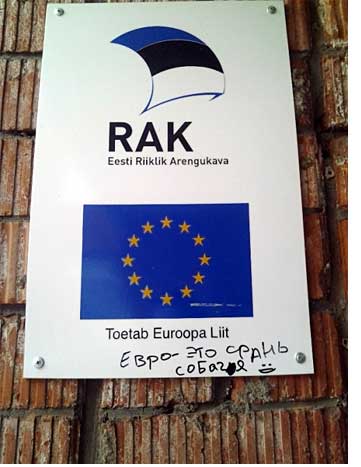 RAK
Eesti Riiklik Arengukava
Toetab Euroopa Liit
ЕВРО-ЭТО СРАНЬ
СОБАЧЬЯ